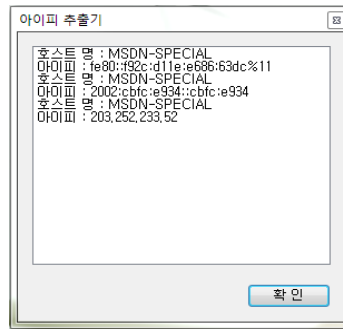 아이피 추출기
호스트 명 : MSDN-SPECIAL
아이피 : fe80::f92c:d11e:e686:63dc%11
호스트 명 : MSDN-SPECIAL
아이피 : 2002:cbfc:e934::cbfc:e934
호스트 명 : MSDN-SPECIAL
아이피 : 203,252,233,52
확 인